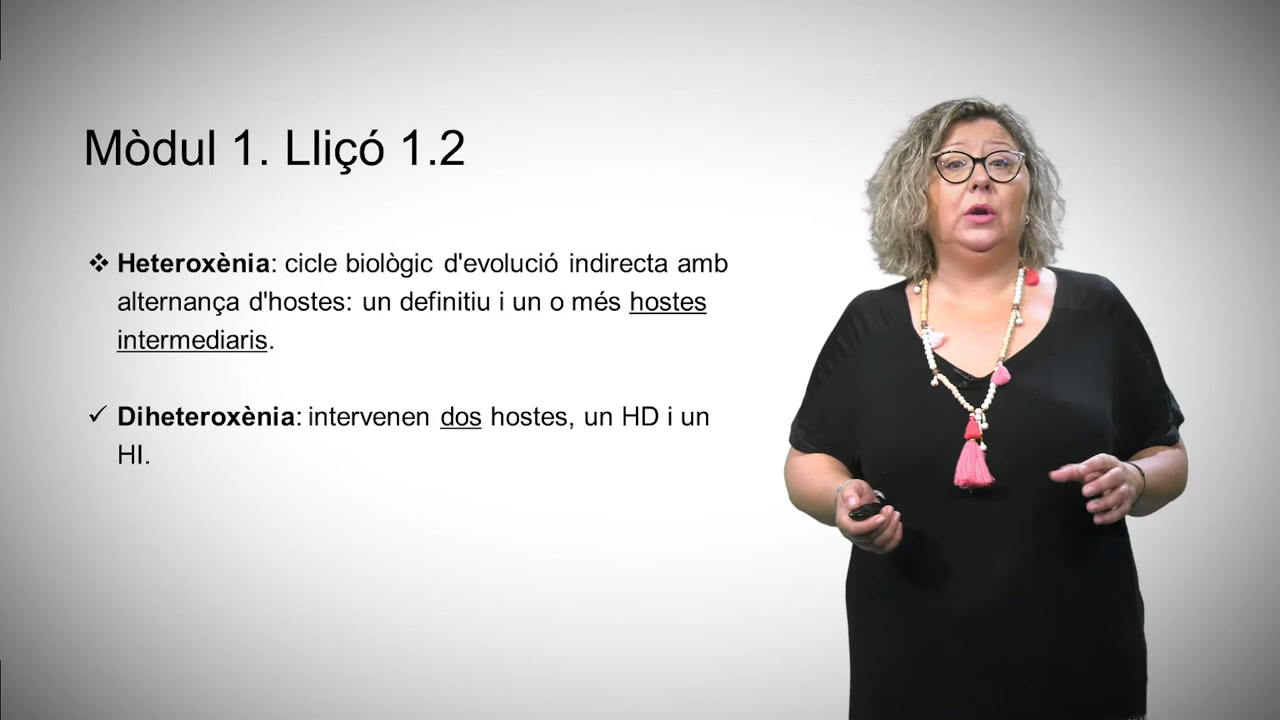 Mòdul 1. Lliçó 1.2
❖ Heteroxènia: cicle biològic d'evolució indirecta amb
alternança d'hostes: un definitiu i un o més hostes
intermediaris.
✓ Diheteroxènia: intervenen dos hostes, un HD i un
HI.